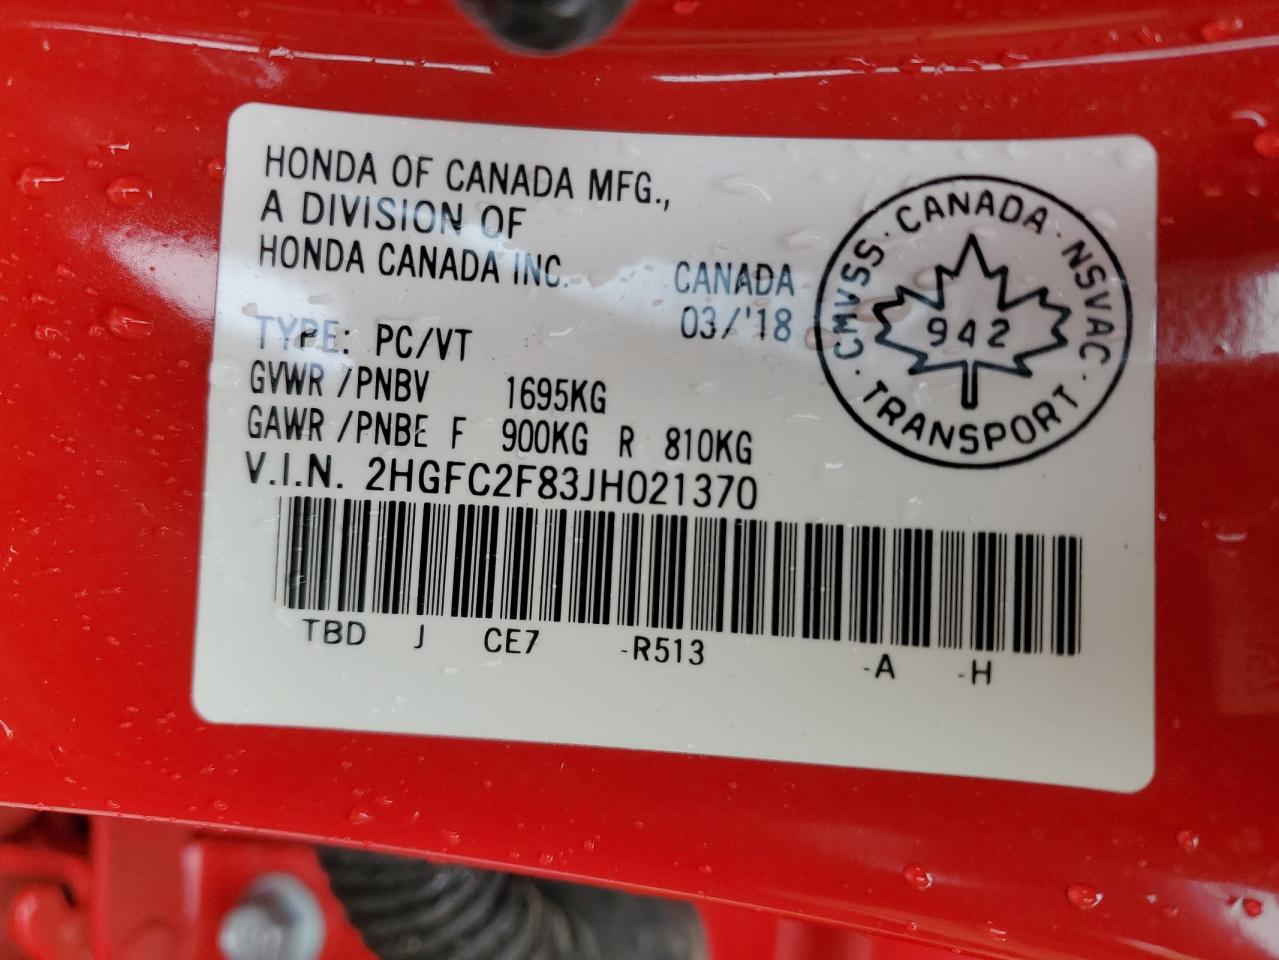 HONDA OF CANADA MFG.,
A DIVISION OF
HONDA CANADA INC.
CANADA
03/'18
TYPE: PC/VT
GVWR /PNBV 1695KG
GAWR /PNBE F 900KG R 810KG
V.I.N. 2HGFC2F83JH021370
TBD J CE7 -R513 -A -H
CMVSS · CANADA · NSVAC · TRANSPORT ·
942